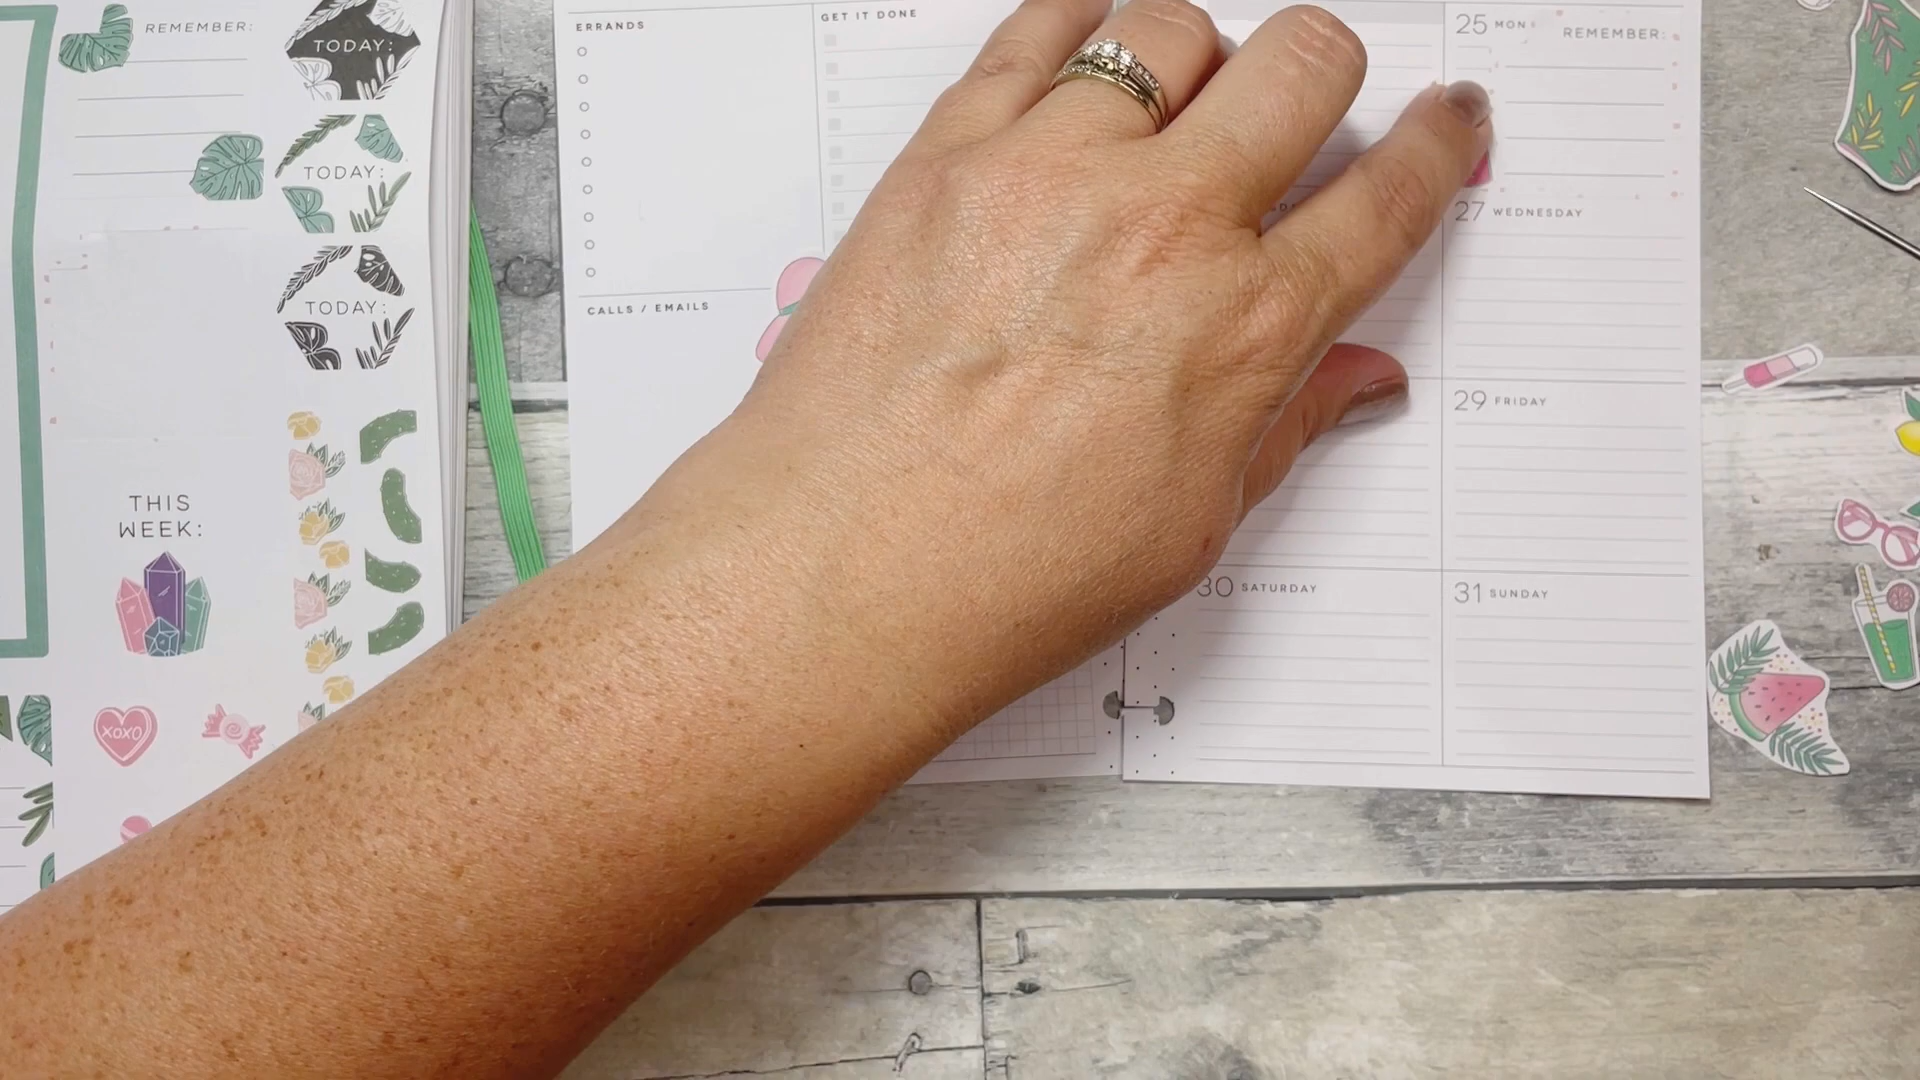 REMEMBER:
TODAY:
TODAY:
TODAY:
THIS
WEEK:
XOXO
ERRANDS
GET IT DONE
CALLS / EMAILS
25 MON
REMEMBER:
27 WEDNESDAY
29 FRIDAY
30 SATURDAY
31 SUNDAY